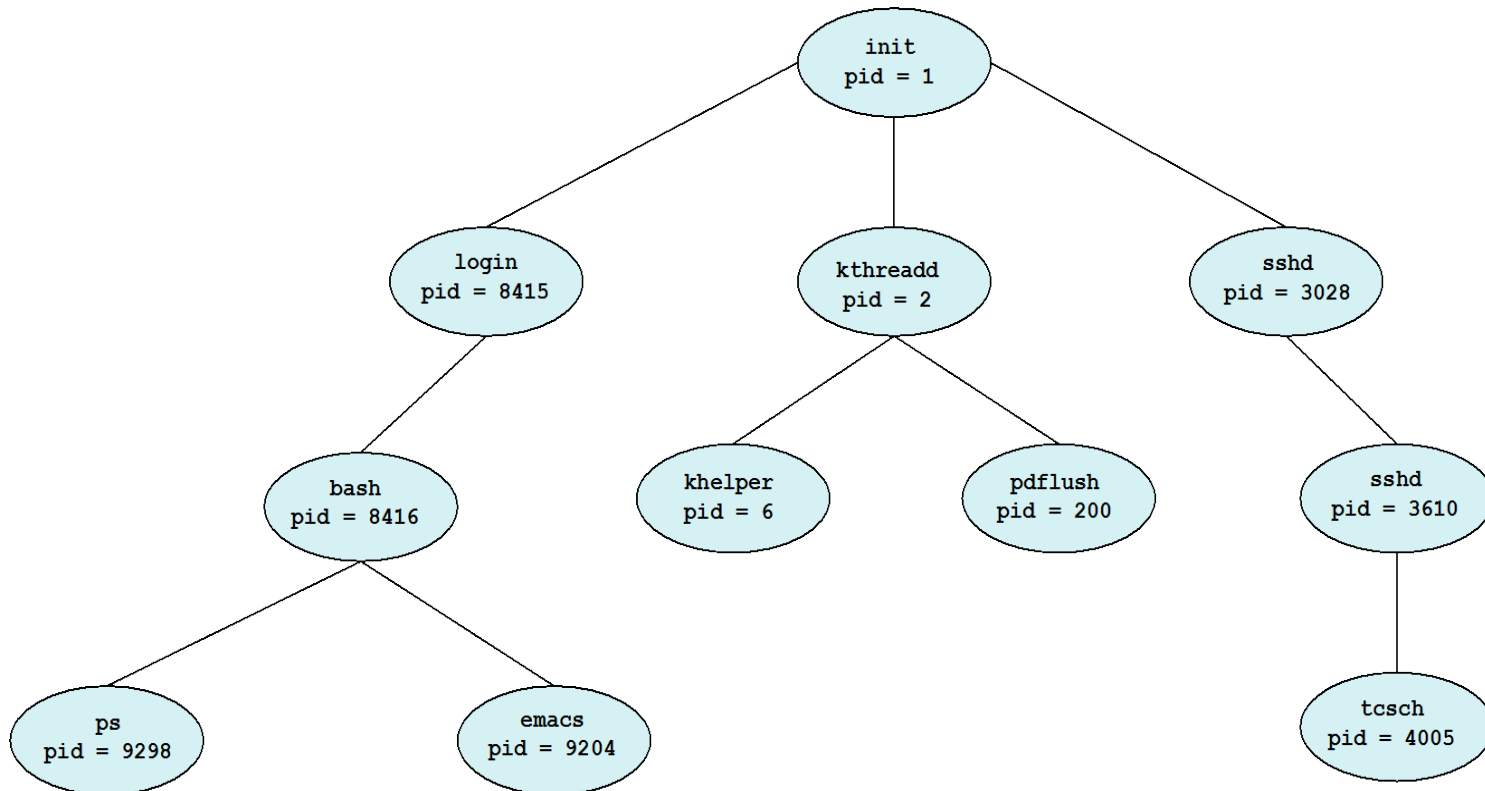 init
pid = 1
login
pid = 8415
kthreadd
pid = 2
sshd
pid = 3028
bash
pid = 8416
khelper
pid = 6
pdflush
pid = 200
sshd
pid = 3610
ps
pid = 9298
emacs
pid = 9204
tcsch
pid = 4005